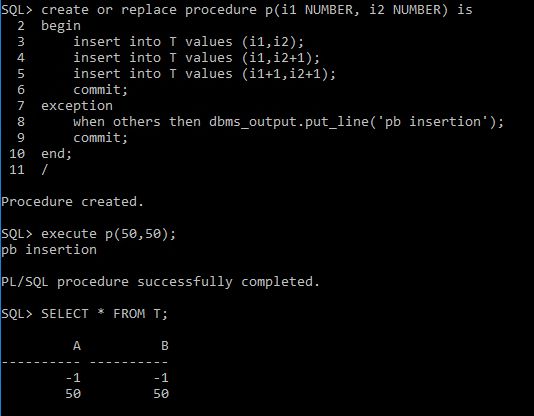 SQL> create or replace procedure p(i1 NUMBER, i2 NUMBER) is
  2  begin
  3      insert into T values (i1,i2);
  4      insert into T values (i1,i2+1);
  5      insert into T values (i1+1,i2+1);
  6      commit;
  7  exception
  8      when others then dbms_output.put_line('pb insertion');
  9      commit;
 10  end;
 11  /
Procedure created.
SQL> execute p(50,50);
pb insertion
PL/SQL procedure successfully completed.
SQL> SELECT * FROM T;
         A          B
---------- ----------
        -1         -1
        50         50